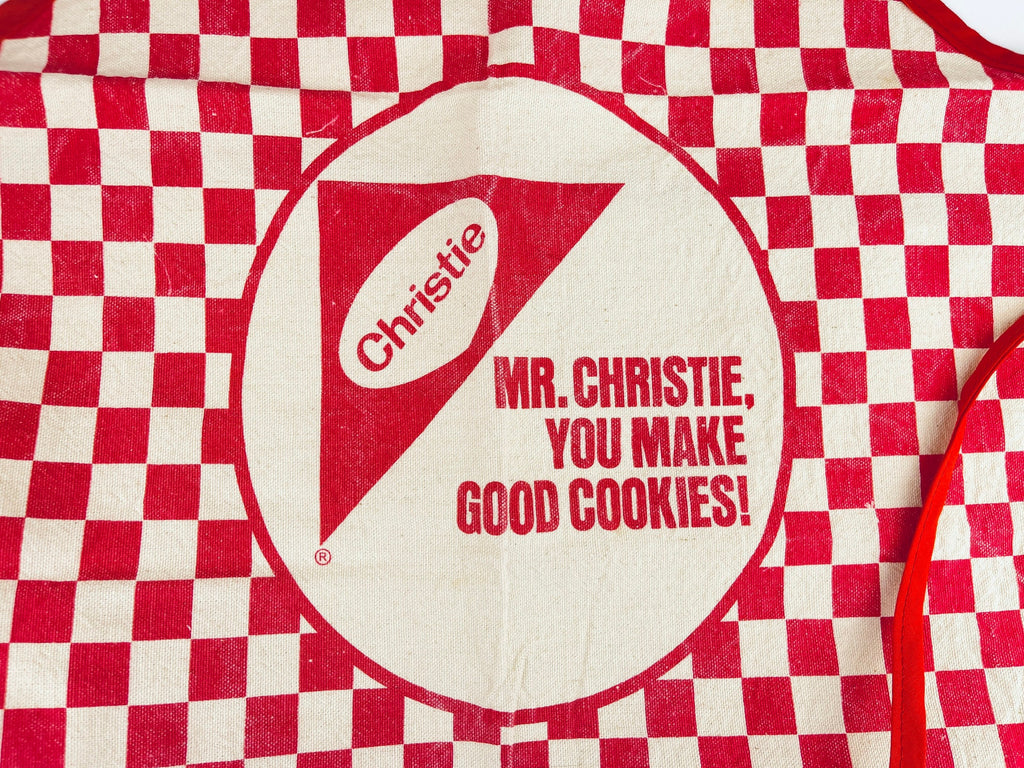 Christie
MR. CHRISTIE,
YOU MAKE
GOOD COOKIES!
®